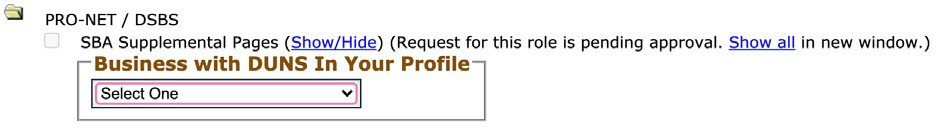 PRO-NET / DSBS
SBA Supplemental Pages (Show/Hide) (Request for this role is pending approval. Show all in new window.)
Business with DUNS In Your Profile
Select One